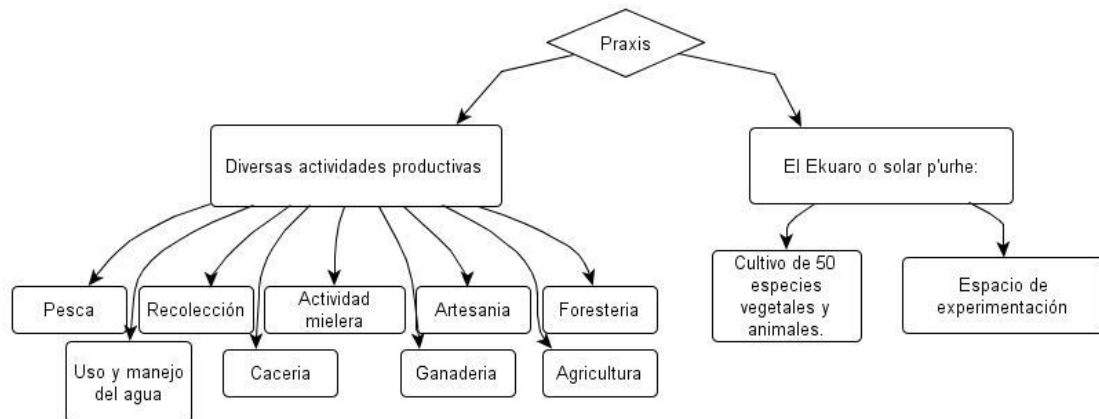 Praxis
Diversas actividades productivas
El Ekuaro o solar p'urhe:
Pesca
Recolección
Actividad
mielera
Artesania
Foresteria
Uso y manejo
del agua
Caceria
Ganaderia
Agricultura
Cultivo de 50
especies
vegetales y
animales.
Espacio de
experimentación